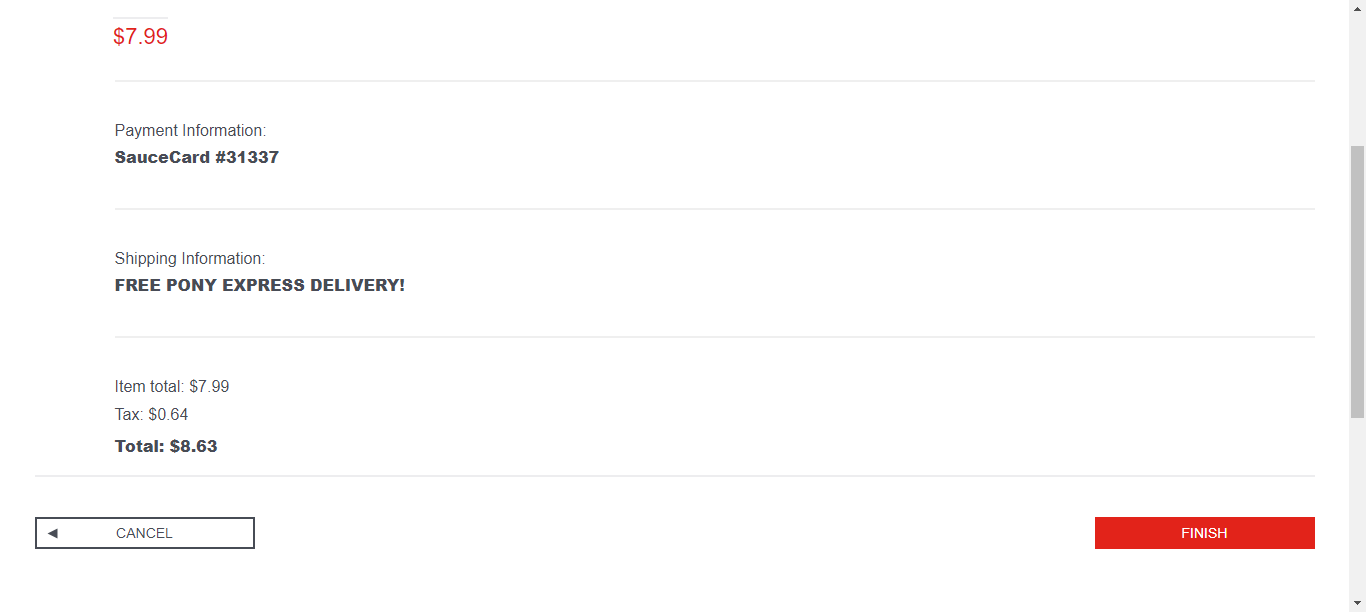 $7.99
Payment Information:
SauceCard #31337
Shipping Information:
FREE PONY EXPRESS DELIVERY!
Item total: $7.99
Tax: $0.64
Total: $8.63
CANCEL
FINISH